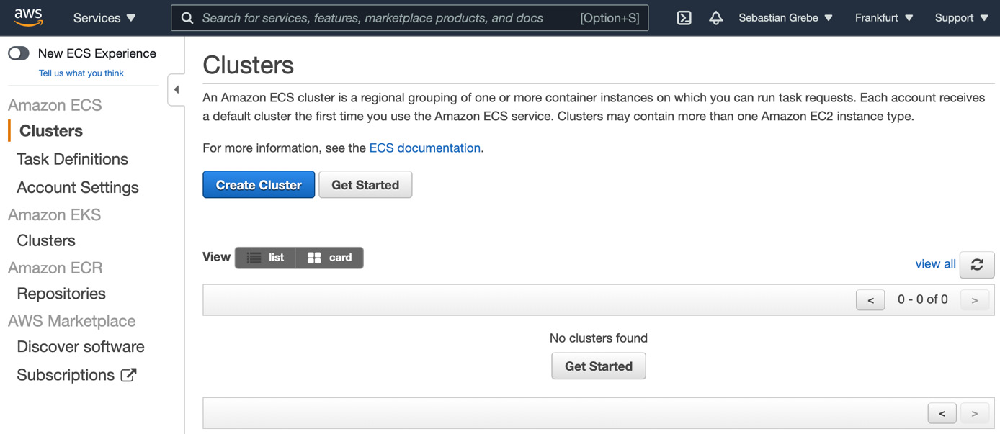 aws
Services ▼
Search for services, features, marketplace products, and docs [Option+S]
Sebastian Grebe ▼
Frankfurt ▼
Support ▼
New ECS Experience
Tell us what you think
Amazon ECS
Clusters
Task Definitions
Account Settings
Amazon EKS
Clusters
Amazon ECR
Repositories
AWS Marketplace
Discover software
Subscriptions
Clusters
An Amazon ECS cluster is a regional grouping of one or more container instances on which you can run task requests. Each account receives
a default cluster the first time you use the Amazon ECS service. Clusters may contain more than one Amazon EC2 instance type.
For more information, see the ECS documentation.
Create Cluster
Get Started
View list card
view all
< 0 - 0 of 0 >
No clusters found
Get Started
< >